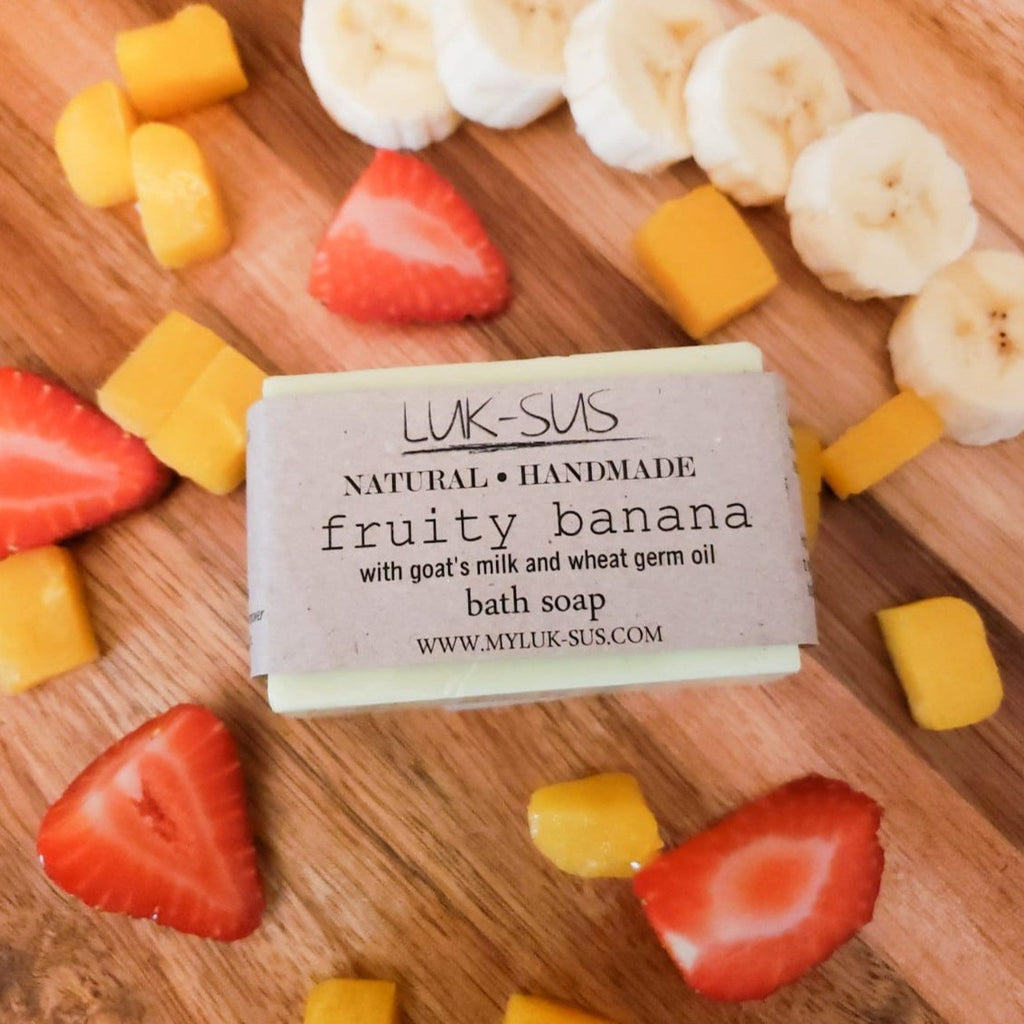 LUK-SUS
NATURAL • HANDMADE
fruity banana
with goat's milk and wheat germ oil
bath soap
WWW.MYLUK-SUS.COM